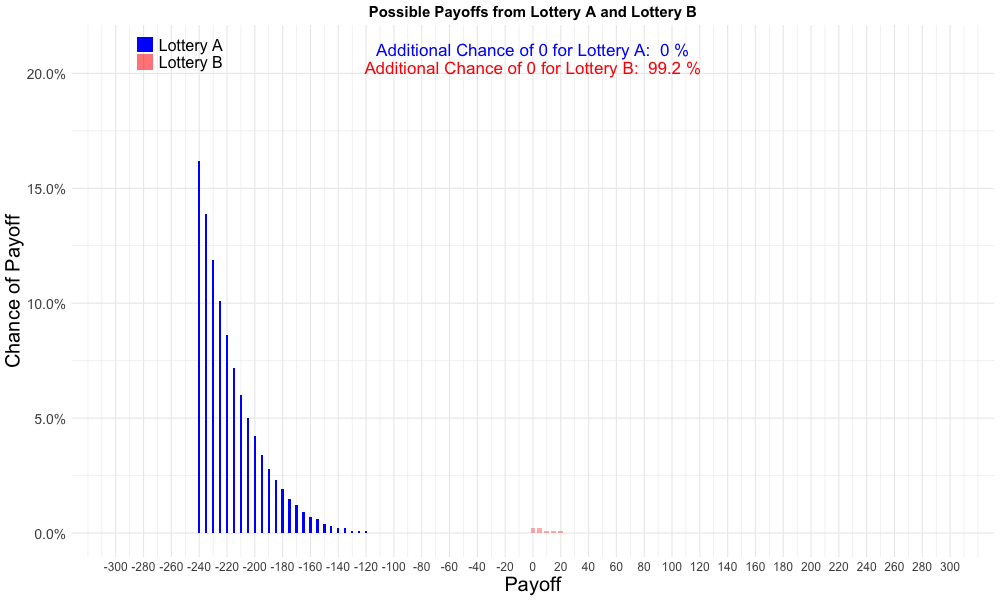 Possible Payoffs from Lottery A and Lottery B
Lottery A
Lottery B
Additional Chance of 0 for Lottery A:  0 %
Additional Chance of 0 for Lottery B:  99.2 %
Chance of Payoff
20.0%
15.0%
10.0%
5.0%
0.0%
-300 -280 -260 -240 -220 -200 -180 -160 -140 -120 -100 -80 -60 -40 -20 0 20 40 60 80 100 120 140 160 180 200 220 240 260 280 300
Payoff